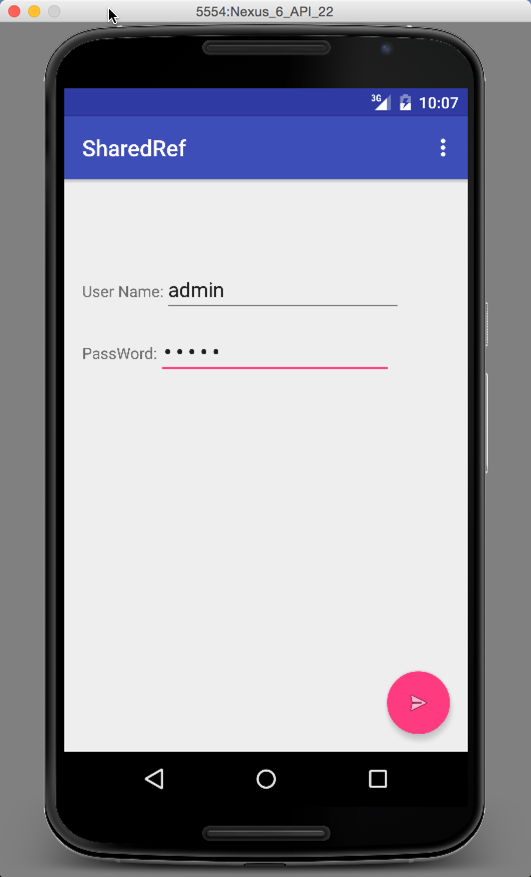 5554:Nexus_6_API_22
3G 10:07
SharedRef
User Name: admin
PassWord: •••••